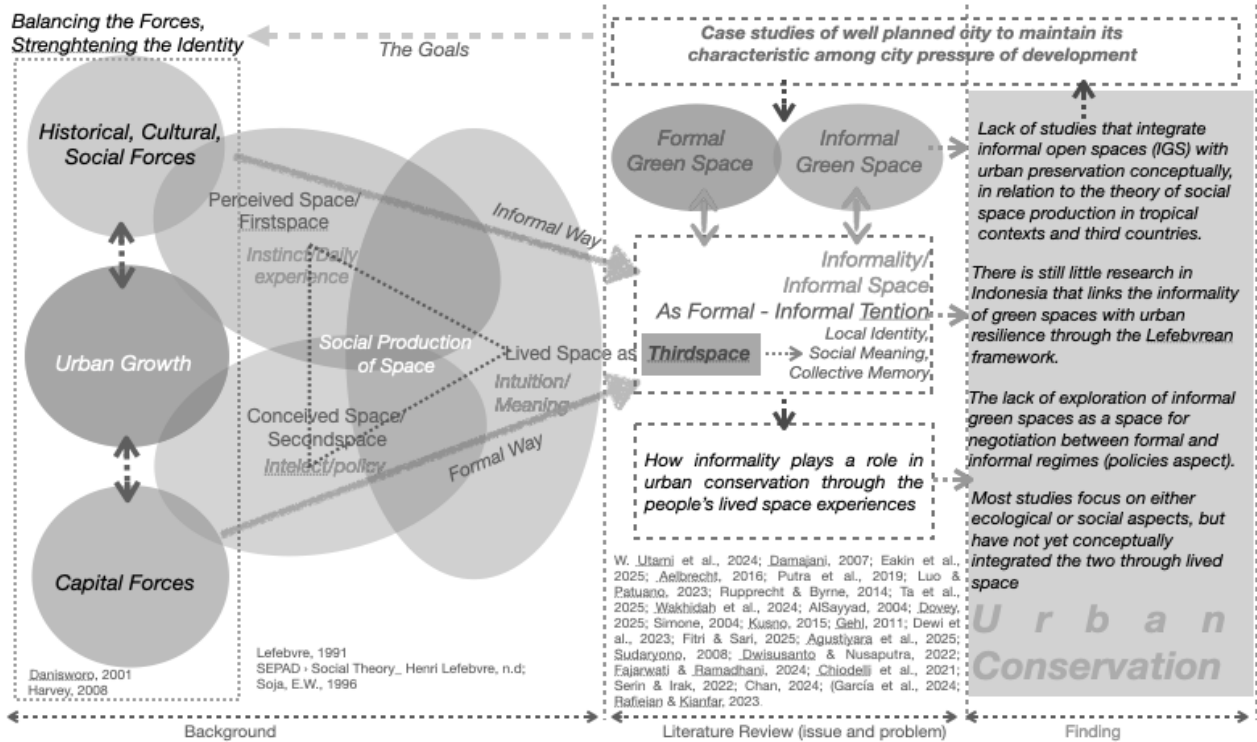 Balancing the Forces,
Strenghtening the Identity
The Goals
Historical, Cultural,
Social Forces
Urban Growth
Capital Forces
Danisworo, 2001
Harvey, 2008
Perceived Space/
Firstspace
Instinct/Daily
experience
Social Production
of Space
Conceived Space/
Secondspace
Intelect/policy
Lived Space as
Intuition/
Meaning
Informal Way
Formal Way
Lefebvre, 1991
SEPAD › Social Theory_ Henri Lefebvre, n.d;
Soja, E.W., 1996
Background
Case studies of well planned city to maintain its
characteristic among city pressure of development
Formal
Green Space
Informal
Green Space
Informality/
Informal Space
As Formal - Informal Tention
Thirdspace
Local Identity,
Social Meaning,
Collective Memory,
How informality plays a role in
urban conservation through the
people's lived space experiences
W. Utami et al., 2024; Damajani, 2007; Eakin et al.,
2025; Aelbrecht, 2016; Putra et al., 2019; Luo &
Patuano, 2023; Rupprecht & Byrne, 2014; Ta et al.,
2025; Wakhidah et al., 2024; AlSayyad, 2004; Dovey,
2025; Simone, 2004; Kusno, 2015; Gehl, 2011; Dewi et
al., 2023; Fitri & Sari, 2025; Agustiyara et al., 2025;
Sudaryono, 2008; Dwisusanto & Nusaputra, 2022;
Fajarwati & Ramadhani, 2024; Chiodelli et al., 2021;
Serin & Irak, 2022; Chan, 2024; (García et al., 2024;
Rafieian & Kianfar, 2023.
Literature Review (issue and problem)
Lack of studies that integrate
informal open spaces (IGS) with
urban preservation conceptually,
in relation to the theory of social
space production in tropical
contexts and third countries.
There is still little research in
Indonesia that links the informality
of green spaces with urban
resilience through the Lefebvrean
framework.
The lack of exploration of informal
green spaces as a space for
negotiation between formal and
informal regimes (policies aspect).
Most studies focus on either
ecological or social aspects, but
have not yet conceptually
integrated the two through lived
space
Urban
Conservation
Finding